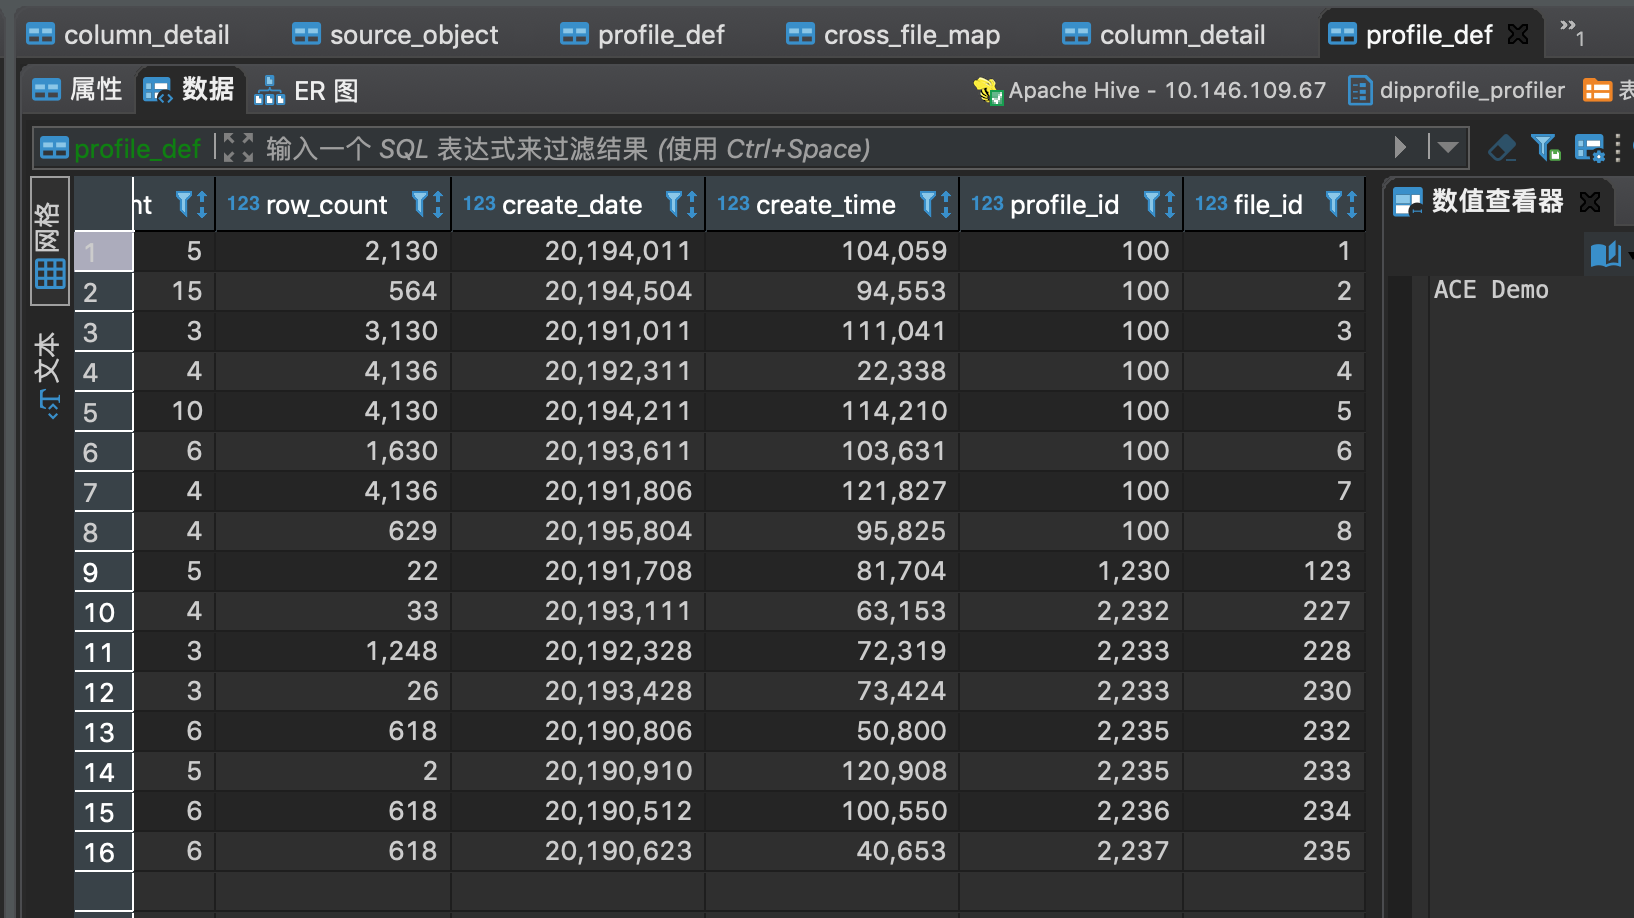 column_detail source_object profile_def cross_file_map column_detail profile_def »1
属性 数据 ER 图 Apache Hive - 10.146.109.67 dipprofile_profiler
profile_def 输入一个 SQL 表达式来过滤结果 (使用 Ctrl+Space)
网格
文本
nt 123 row_count 123 create_date 123 create_time 123 profile_id 123 file_id
1 5 2,130 20,194,011 104,059 100 1
2 15 564 20,194,504 94,553 100 2
3 3 3,130 20,191,011 111,041 100 3
4 4 4,136 20,192,311 22,338 100 4
5 10 4,130 20,194,211 114,210 100 5
6 6 1,630 20,193,611 103,631 100 6
7 4 4,136 20,191,806 121,827 100 7
8 4 629 20,195,804 95,825 100 8
9 5 22 20,191,708 81,704 1,230 123
10 4 33 20,193,111 63,153 2,232 227
11 3 1,248 20,192,328 72,319 2,233 228
12 3 26 20,193,428 73,424 2,233 230
13 6 618 20,190,806 50,800 2,235 232
14 5 2 20,190,910 120,908 2,235 233
15 6 618 20,190,512 100,550 2,236 234
16 6 618 20,190,623 40,653 2,237 235
数值查看器
ACE Demo